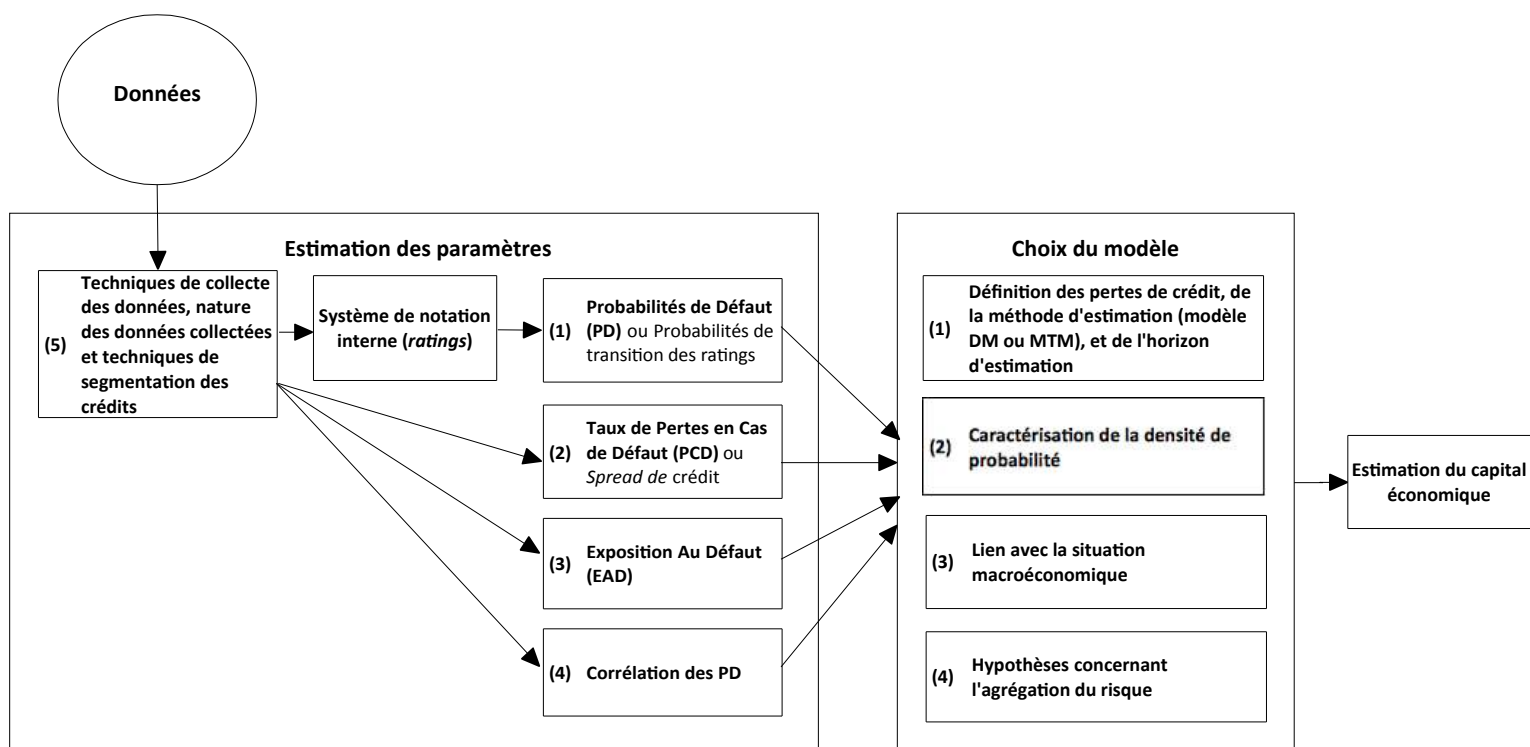 Données
Estimation des paramètres
(5)
Techniques de collecte
des données, nature
des données collectées
et techniques de
segmentation des
crédits
Système de notation
interne (ratings)
(1)
Probabilités de Défaut
(PD) ou Probabilités de
transition des ratings
(2)
Taux de Pertes en Cas
de Défaut (PCD) ou
Spread de crédit
(3)
Exposition Au Défaut
(EAD)
(4) Corrélation des PD
Choix du modèle
(1)
Définition des pertes de crédit, de
la méthode d'estimation (modèle
DM ou MTM), et de l'horizon
d'estimation
(2)
Caractérisation de la densité de
probabilité
(3)
Lien avec la situation
macroéconomique
(4)
Hypothèses concernant
l'agrégation du risque
Estimation du capital
économique